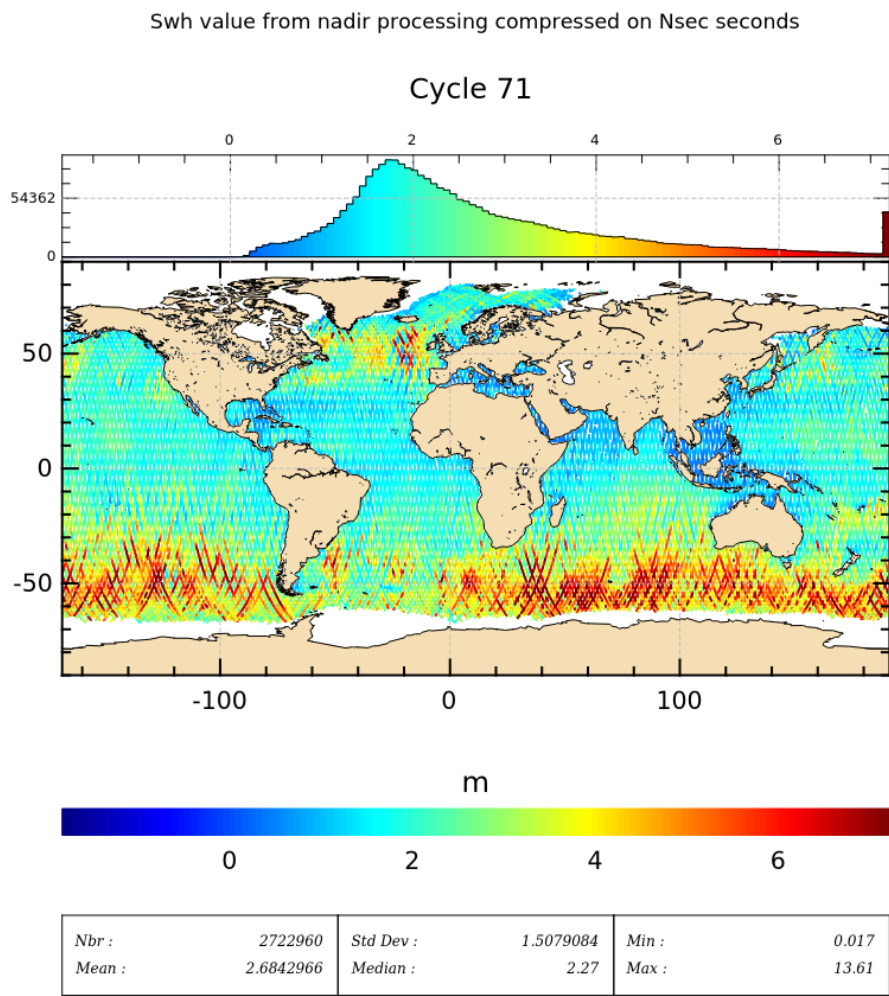 Swh value from nadir processing compressed on Nsec seconds
Cycle 71
0 2 4 6
54362
0
50
0
-50
-100 0 100
m
0 2 4 6
Nbr : 2722960 Std Dev : 1.5079084 Min : 0.017
Mean : 2.6842966 Median : 2.27 Max : 13.61